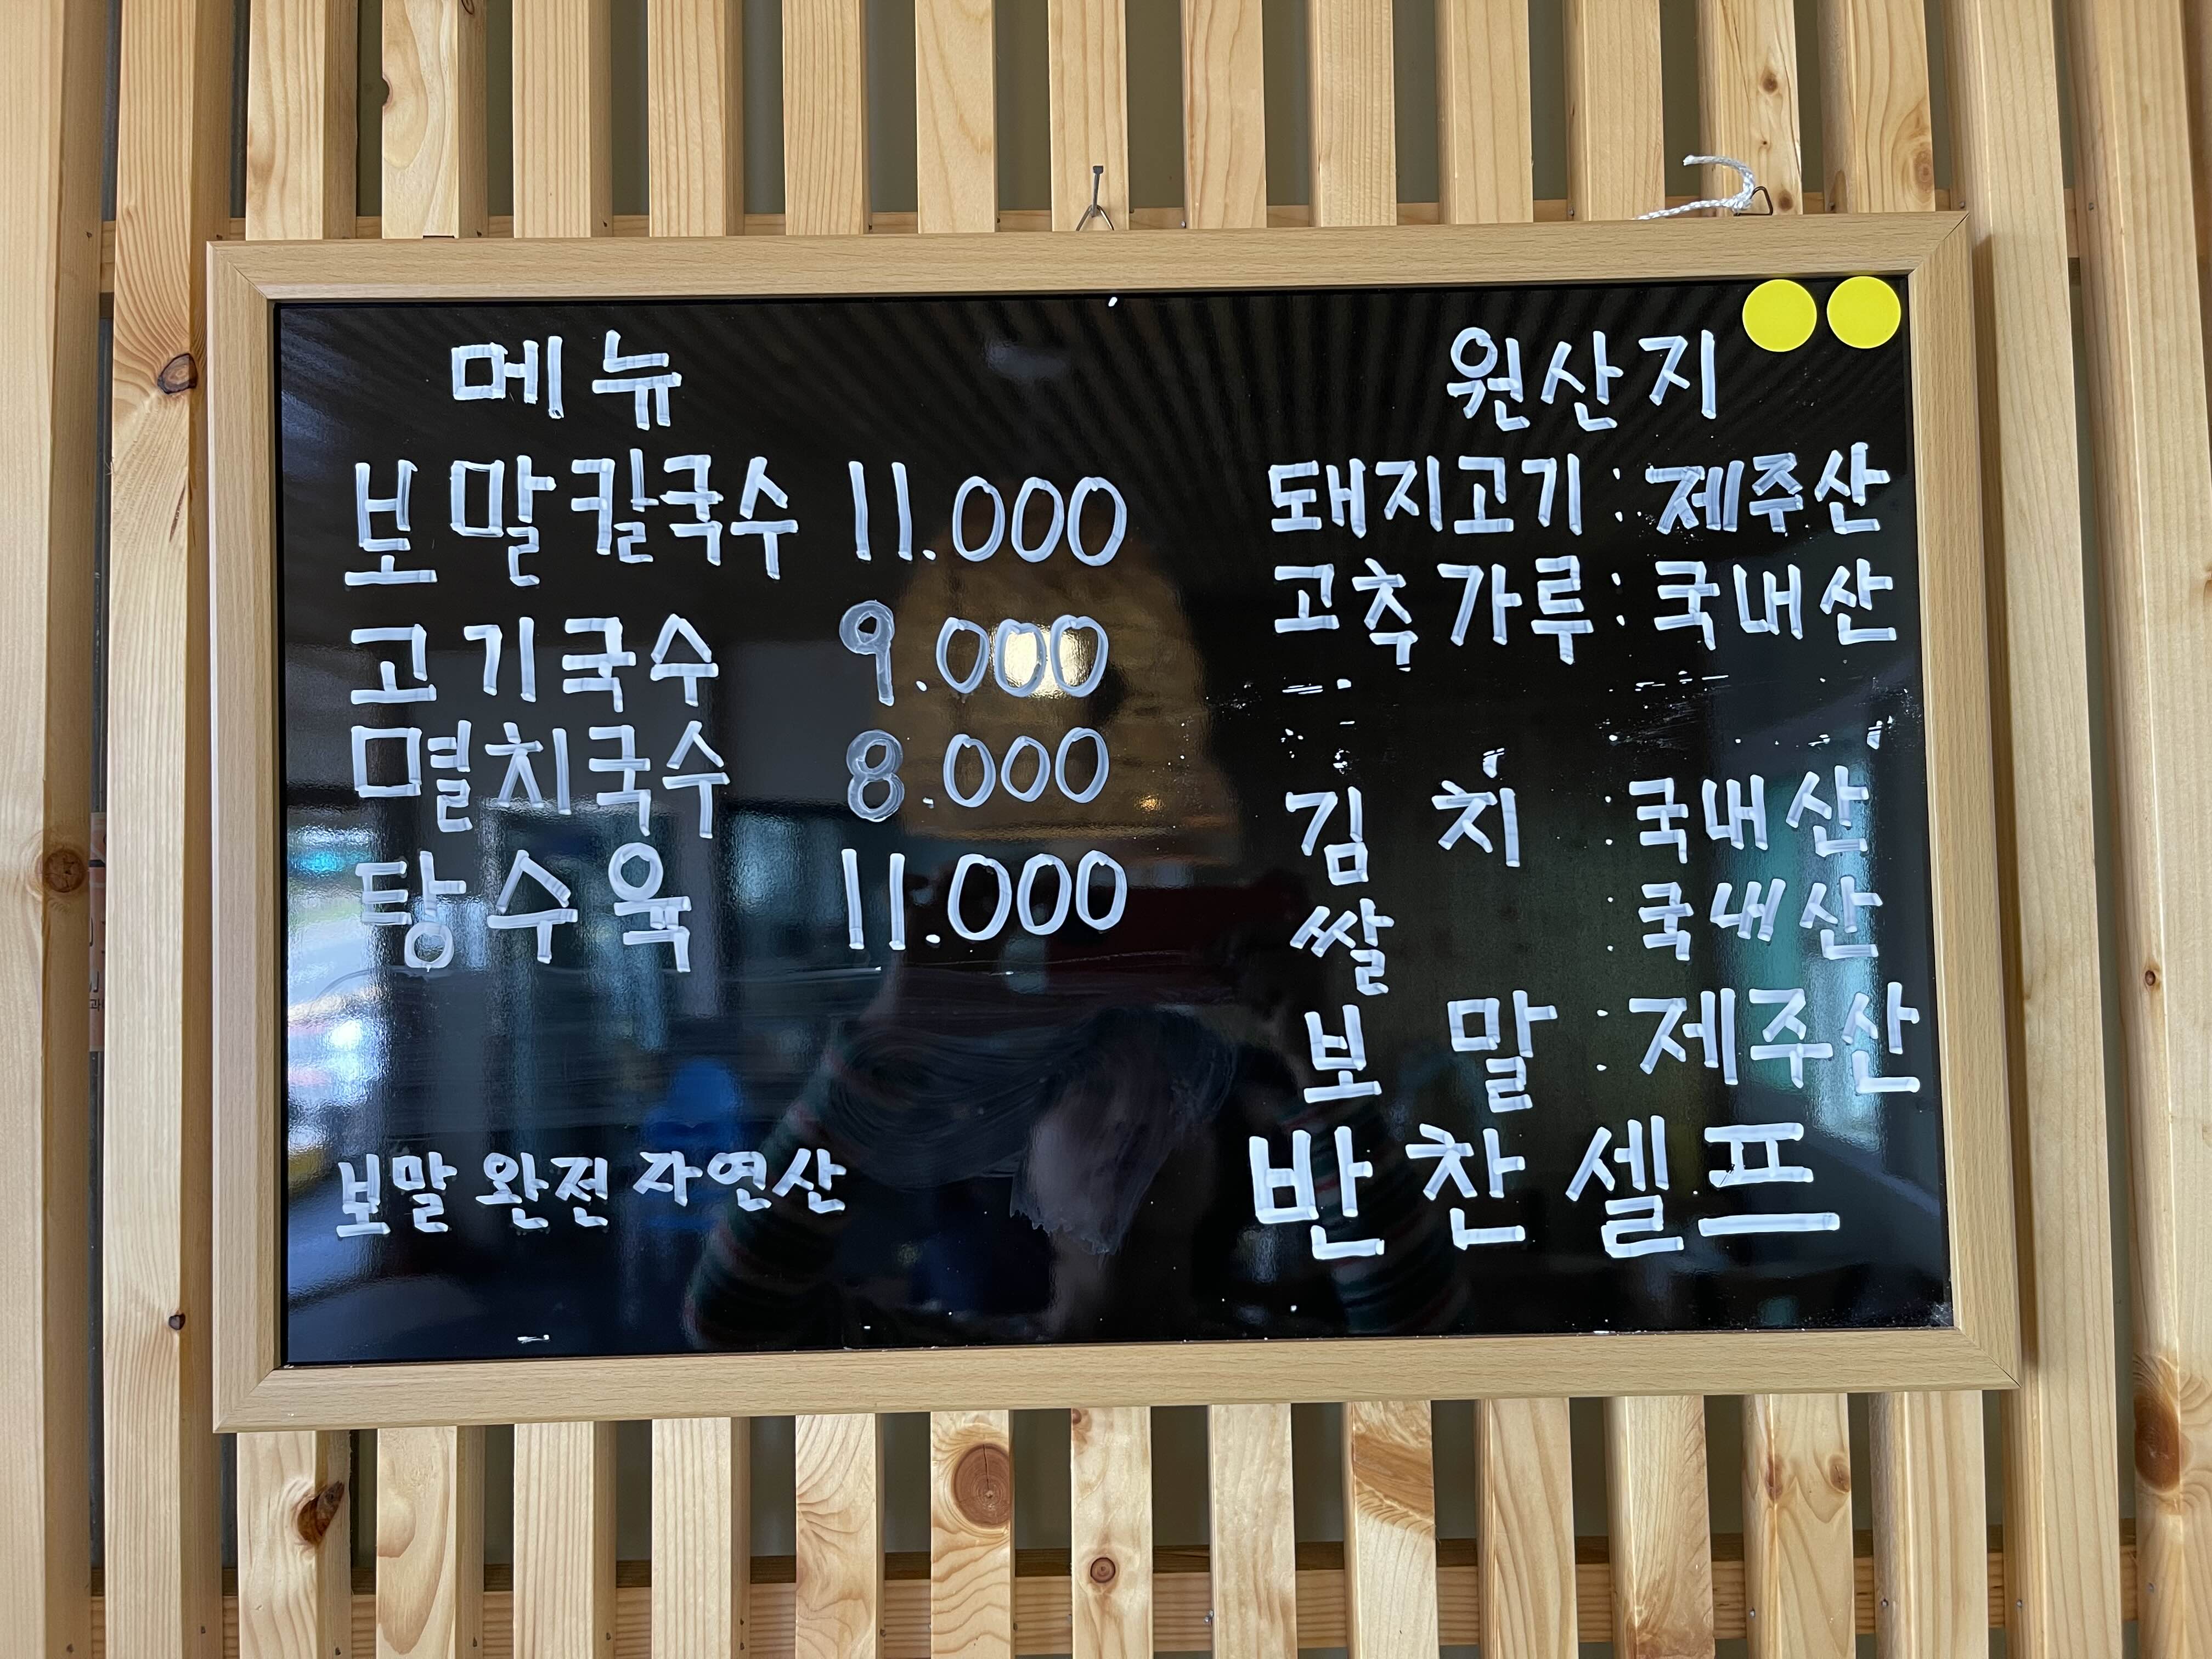 메뉴
보말칼국수 11.000
고기국수 9.000
멸치국수 8.000
탕수육 11.000
보말 완전 자연산
원산지
돼지고기 : 제주산
고추가루 : 국내산
김치 : 국내산
쌀 : 국내산
보말 : 제주산
반찬셀프